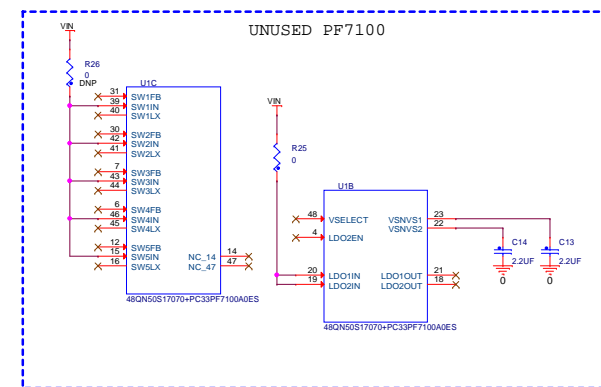 UNUSED PF7100
VIN
R26
0
DNP
U1C
31 SW1FB
39 SW1IN
40 SW1LX
30 SW2FB
42 SW2IN
41 SW2LX
7 SW3FB
43 SW3IN
44 SW3LX
6 SW4FB
46 SW4IN
45 SW4LX
12 SW5FB
15 SW5IN NC_14 14
16 SW5LX NC_47 47
48QN50S17070+PC33PF7100A0ES
VIN
R25
0
U1B
48 VSELECT VSNVS1 23
VSNVS2 22
4 LDO2EN
20 LDO1IN LDO1OUT 21
19 LDO2IN LDO2OUT 18
48QN50S17070+PC33PF7100A0ES
C14
2.2UF
0
C13
2.2UF
0